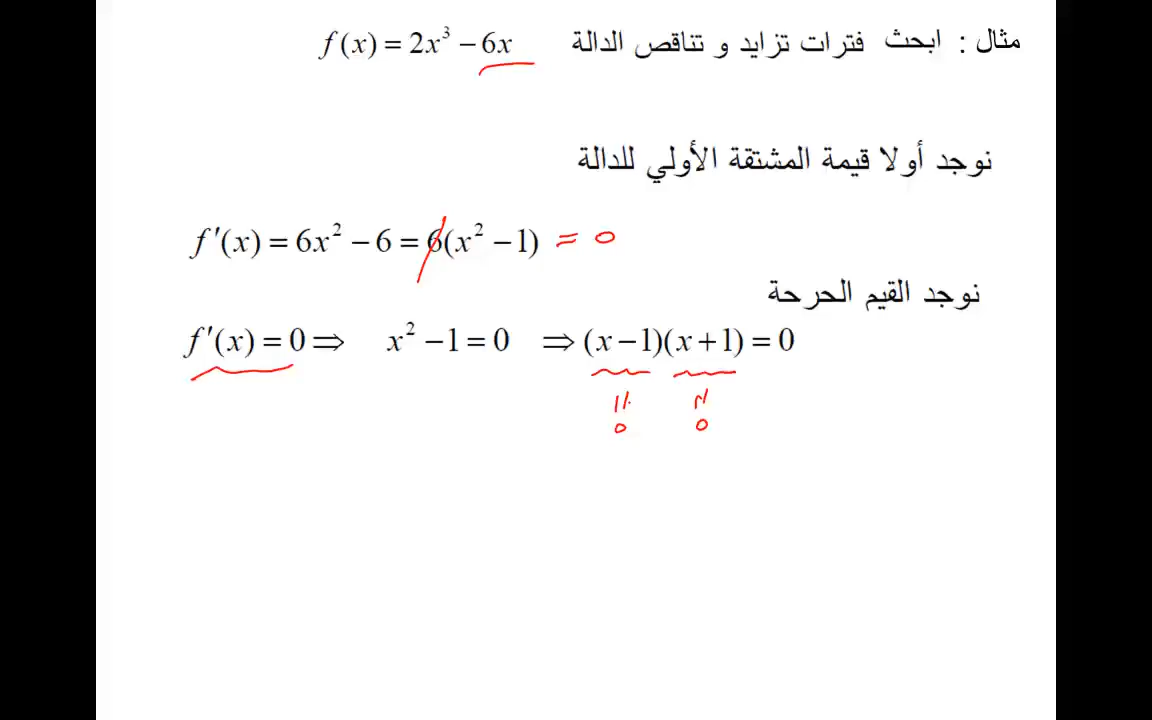 مثال : ابحث فترات تزايد و تناقص الدالة f(x) = 2x³ − 6x
نوجد أولا قيمة المشتقة الأولي للدالة
f′(x) = 6x² − 6 = 6(x² − 1) = 0
نوجد القيم الحرجة
f′(x) = 0 ⇒ x² − 1 = 0 ⇒ (x − 1)(x + 1) = 0
= =
0 0